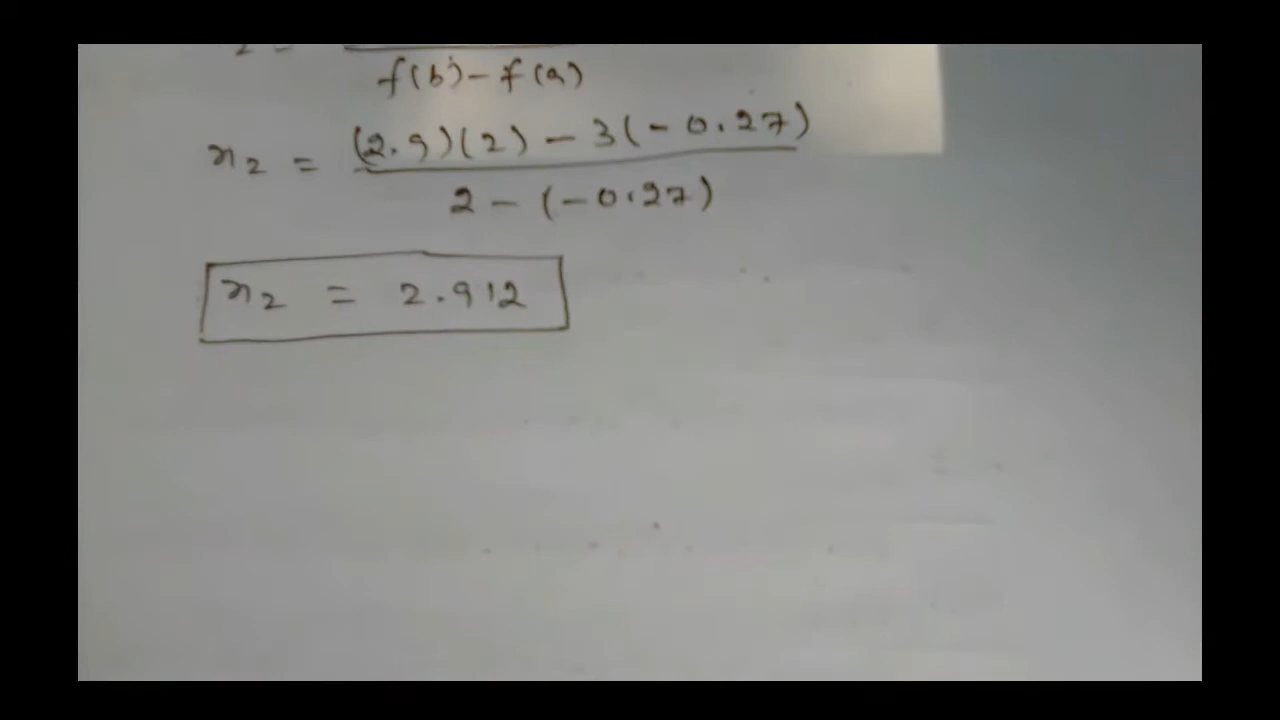 f(b) - f(a)
x2 = (2.9)(2) - 3(-0.27)
2 - (-0.27)
x2 = 2.912